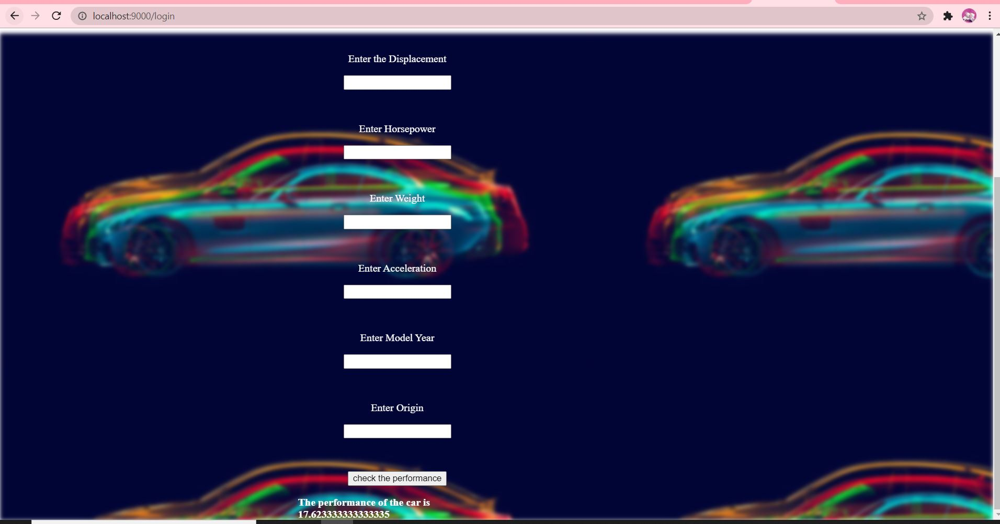 localhost:9000/login
Enter the Displacement
Enter Horsepower
Enter Weight
Enter Acceleration
Enter Model Year
Enter Origin
check the performance
The performance of the car is
17.623333333333335